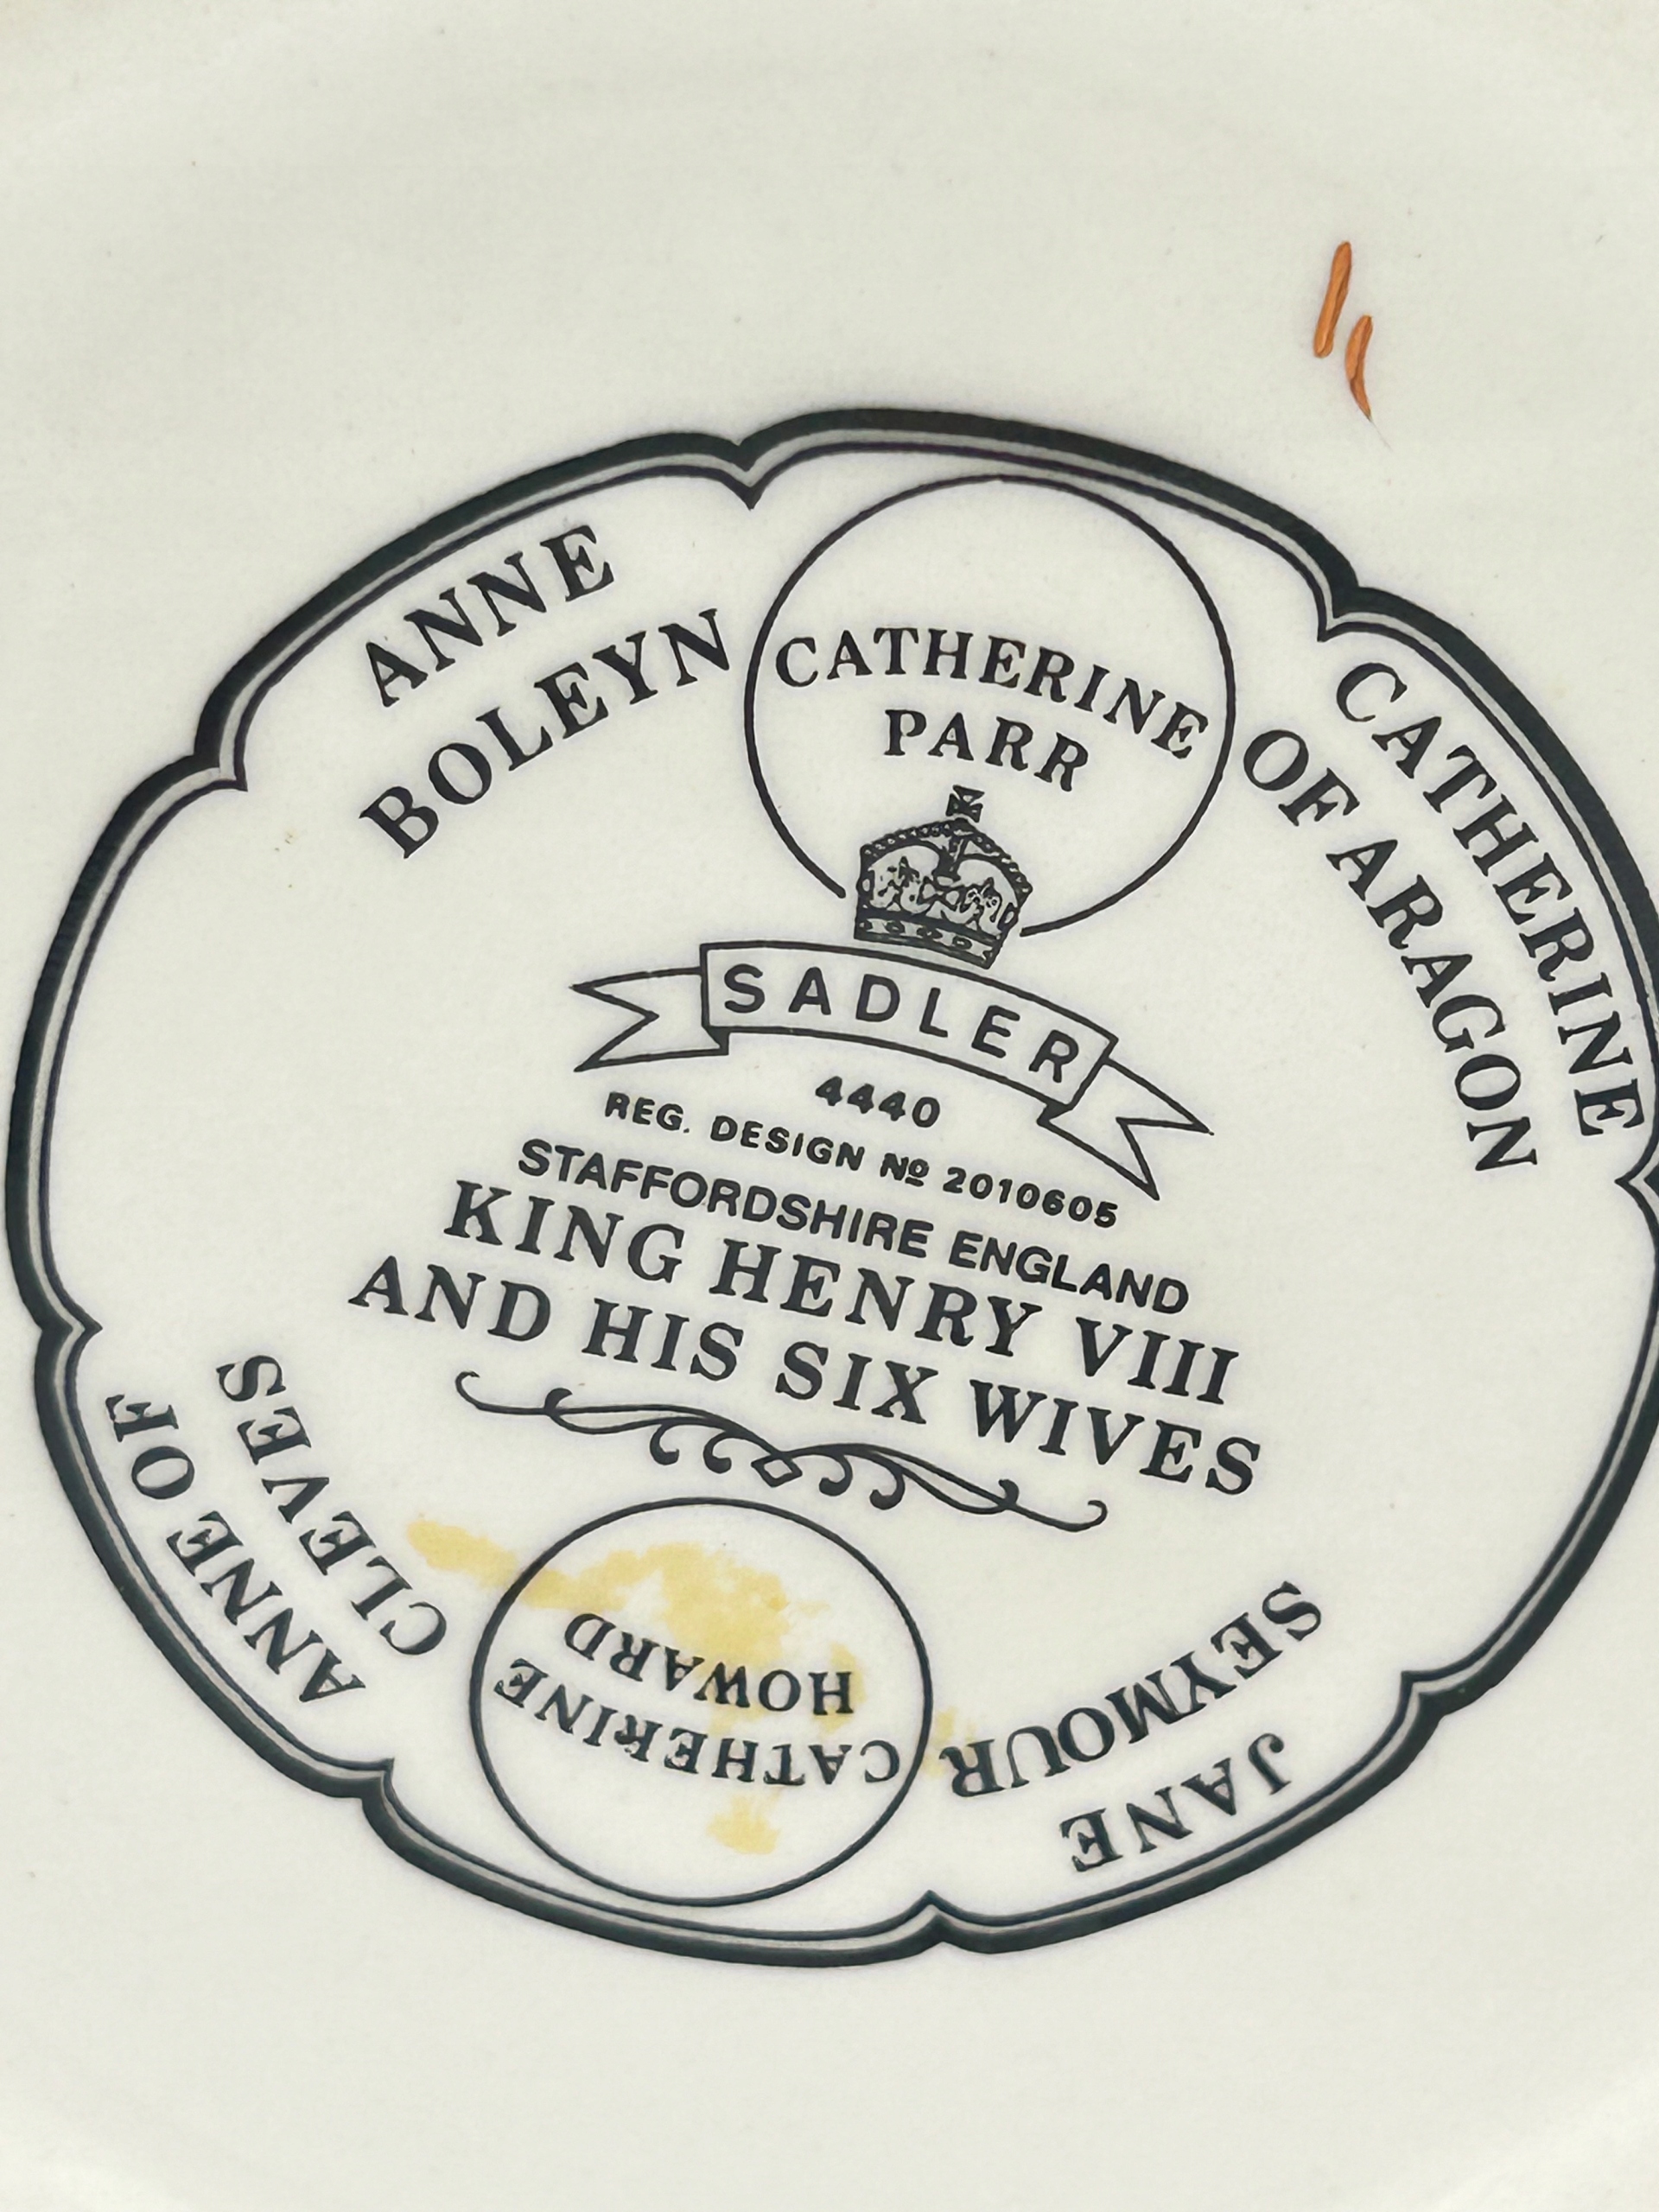 ANNE
BOLEYN
CATHERINE
PARR
CATHERINE
OF ARAGON
SADLER
4440
REG. DESIGN Nº 2010605
STAFFORDSHIRE ENGLAND
KING HENRY VIII
AND HIS SIX WIVES
ANNE OF
CLEVES
CATHERINE
HOWARD
JANE
SEYMOUR